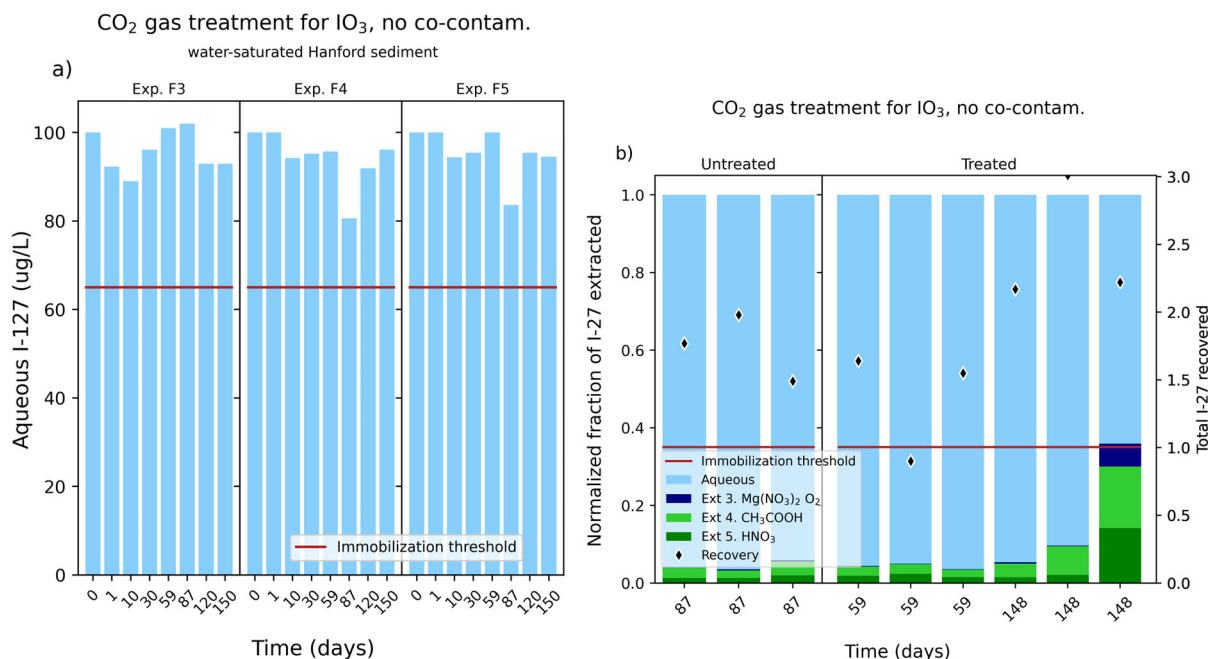 CO₂ gas treatment for IO₃, no co-contam.
water-saturated Hanford sediment
a)
Exp. F3
Exp. F4
Exp. F5
Aqueous I-127 (ug/L)
100
80
60
40
20
0
Immobilization threshold
0 1 10 30 59 87 120 150
0 1 10 30 59 87 120 150
0 1 10 30 59 87 120 150
Time (days)
CO₂ gas treatment for IO₃, no co-contam.
b)
Untreated
Treated
Normalized fraction of I-27 extracted
1.0
0.8
0.6
0.4
0.2
0.0
Immobilization threshold
Aqueous
Ext 3. Mg(NO₃)₂ O₂
Ext 4. CH₃COOH
Ext 5. HNO₃
Recovery
3.0
2.5
2.0
1.5
1.0
0.5
0.0
Total I-27 recovered
87 87 87 59 59 59 148 148 148
Time (days)